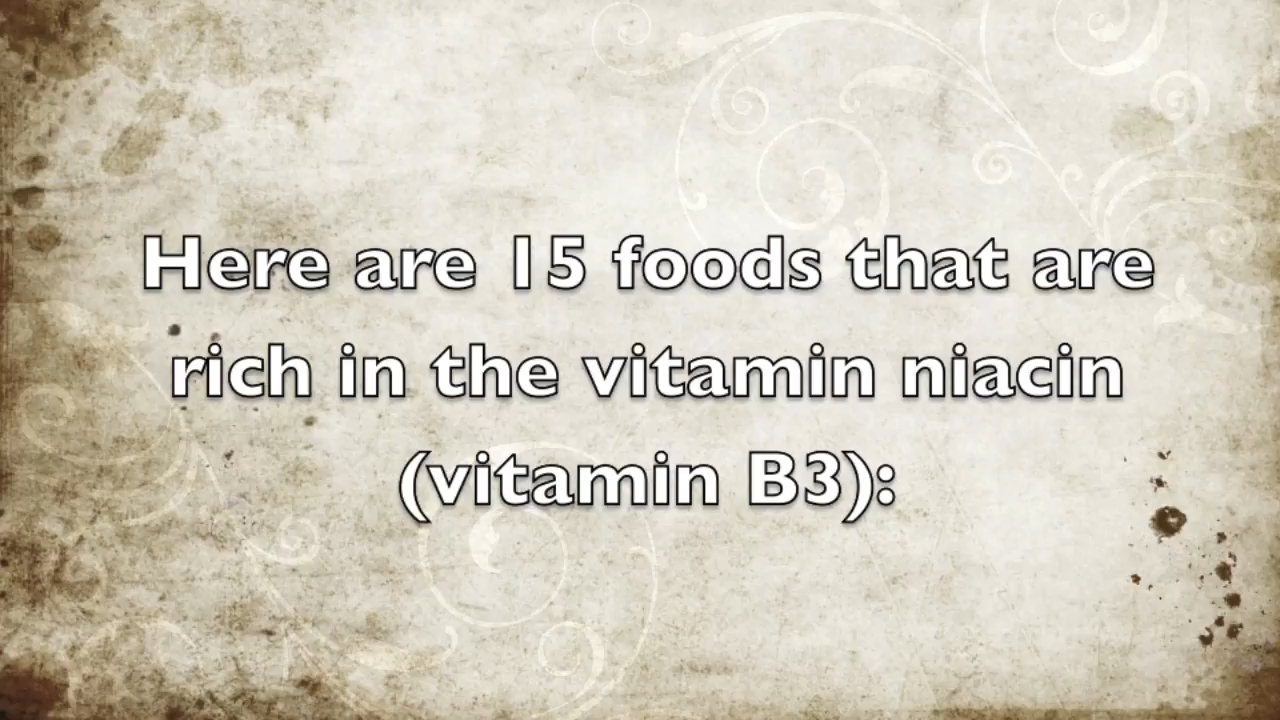 Here are 15 foods that are
rich in the vitamin niacin
(vitamin B3):